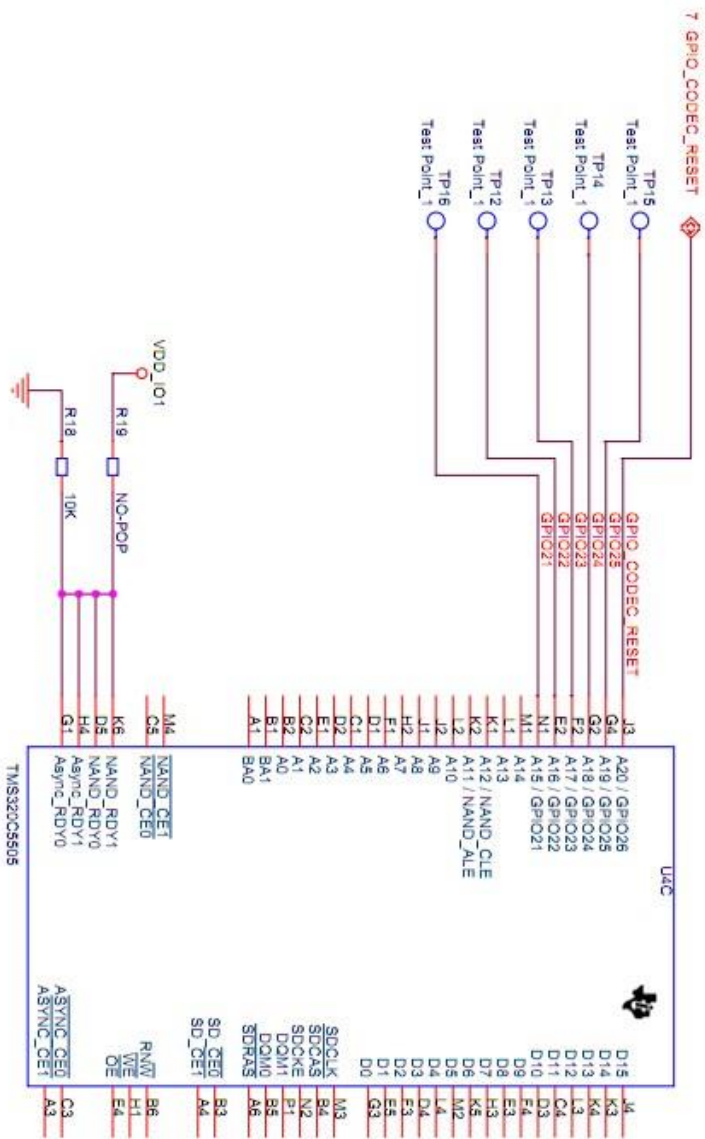 7 GPIO_CODEC_RESET
TP15
Test Point_1
TP14
Test Point_1
TP13
Test Point_1
TP12
Test Point_1
TP16
Test Point_1
GPIO_CODEC_RESET
GPIO25
GPIO24
GPIO23
GPIO22
GPIO21
VDD_IO1
R19
NO-POP
R18
10K
U4C
J3 A20 / GPIO26
G4 A19 / GPIO25
G2 A18 / GPIO24
F2 A17 / GPIO23
E2 A16 / GPIO22
N1 A15 / GPIO21
M1 A14
L1 A13
K1 A12 / NAND_CLE
K2 A11 / NAND_ALE
L2 A10
J2 A9
J1 A8
H2 A7
F1 A6
D1 A5
C1 A4
D2 A3
E1 A2
C2 A1
B2 A0
B1 BA1
A1 BA0
M4 NAND_CE1
C5 NAND_CE0
K6 NAND_RDY1
D5 NAND_RDY0
H4 Async_RDY1
G1 Async_RDY0
D15 J4
D14 K3
D13 K4
D12 L3
D11 C4
D10 D3
D9 F4
D8 E3
D7 H3
D6 K5
D5 M2
D4 L4
D3 D4
D2 F3
D1 E5
D0 G3
SDCLK M3
SDCAS B4
SDCKE N2
DQM1 P1
DQM0 B5
SDRAS A6
SD_CE0 B3
SD_CE1 A4
RNW B6
WE H1
OE E4
ASYNC_CE0 C3
ASYNC_CE1 A3
TMS320C5505